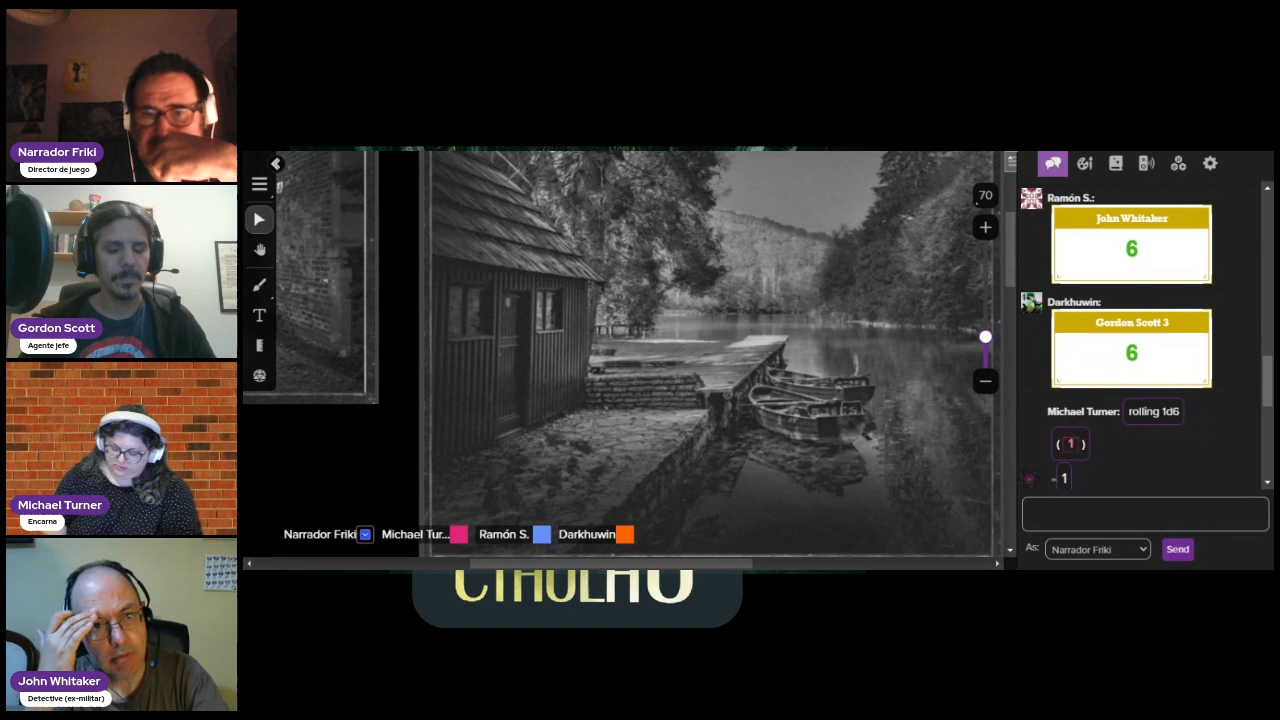 Narrador Friki
Director de juego
Gordon Scott
Agente jefe
Michael Turner
Encarna
John Whitaker
Detective (ex-militar)
70
Narrador Friki
Michael Tur...
Ramón S.
Darkhuwin
CTHULHU
Ramón S.:
John Whitaker
6
Darkhuwin:
Gordon Scott 3
6
Michael Turner: rolling 1d6
(1)
=1
As:
Narrador Friki
Send